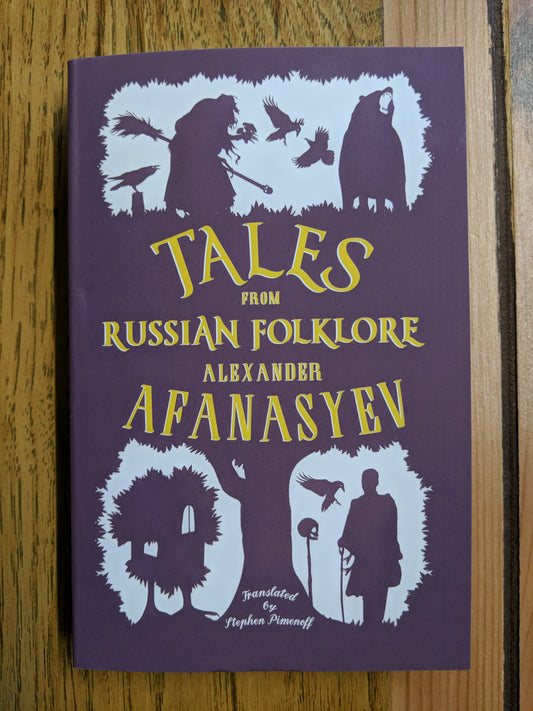 TALES
FROM
RUSSIAN FOLKLORE
ALEXANDER
AFANASYEV
Translated
by
Stephen Pimenoff